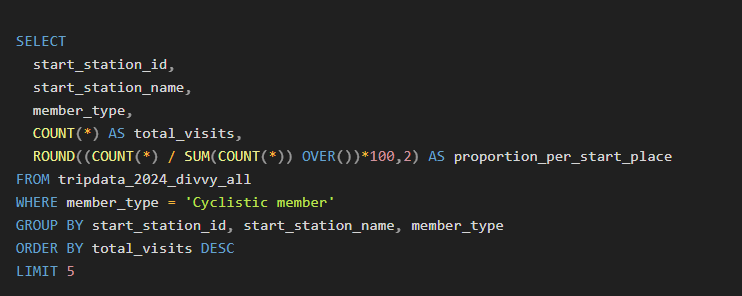 SELECT
start_station_id,
start_station_name,
member_type,
COUNT(*) AS total_visits,
ROUND((COUNT(*) / SUM(COUNT(*)) OVER())*100,2) AS proportion_per_start_place
FROM tripdata_2024_divvy_all
WHERE member_type = 'Cyclistic member'
GROUP BY start_station_id, start_station_name, member_type
ORDER BY total_visits DESC
LIMIT 5